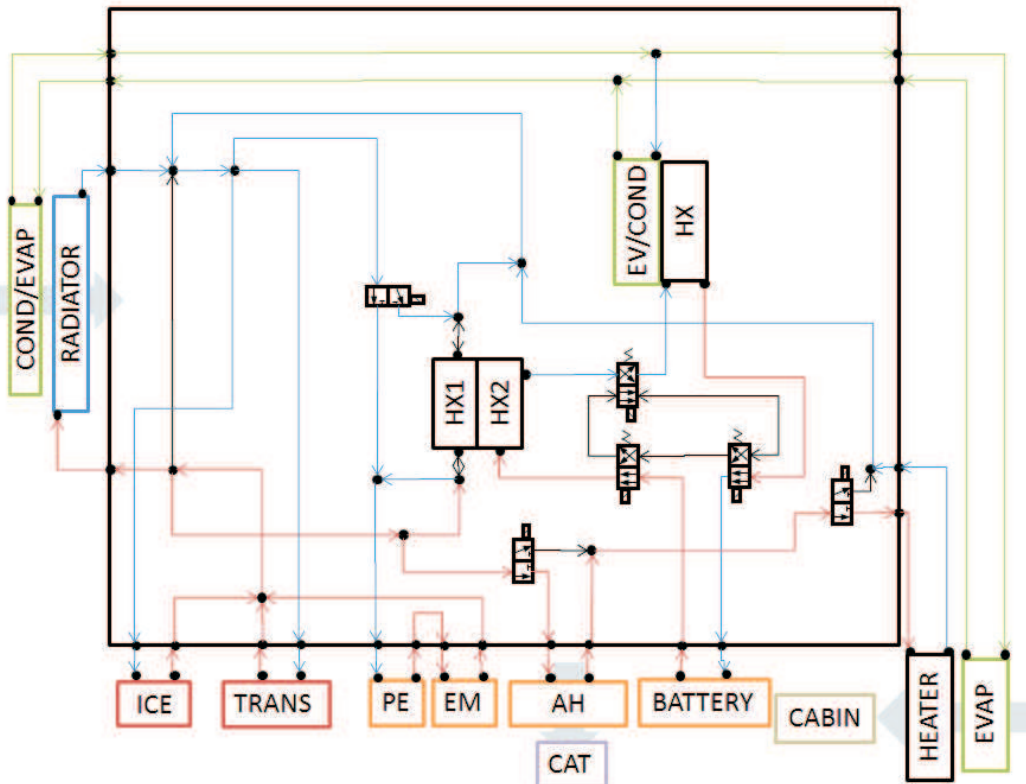 EV/COND
HX
COND/EVAP
RADIATOR
HX1
HX2
ICE
TRANS
PE
EM
AH
BATTERY
CABIN
HEATER
EVAP
CAT